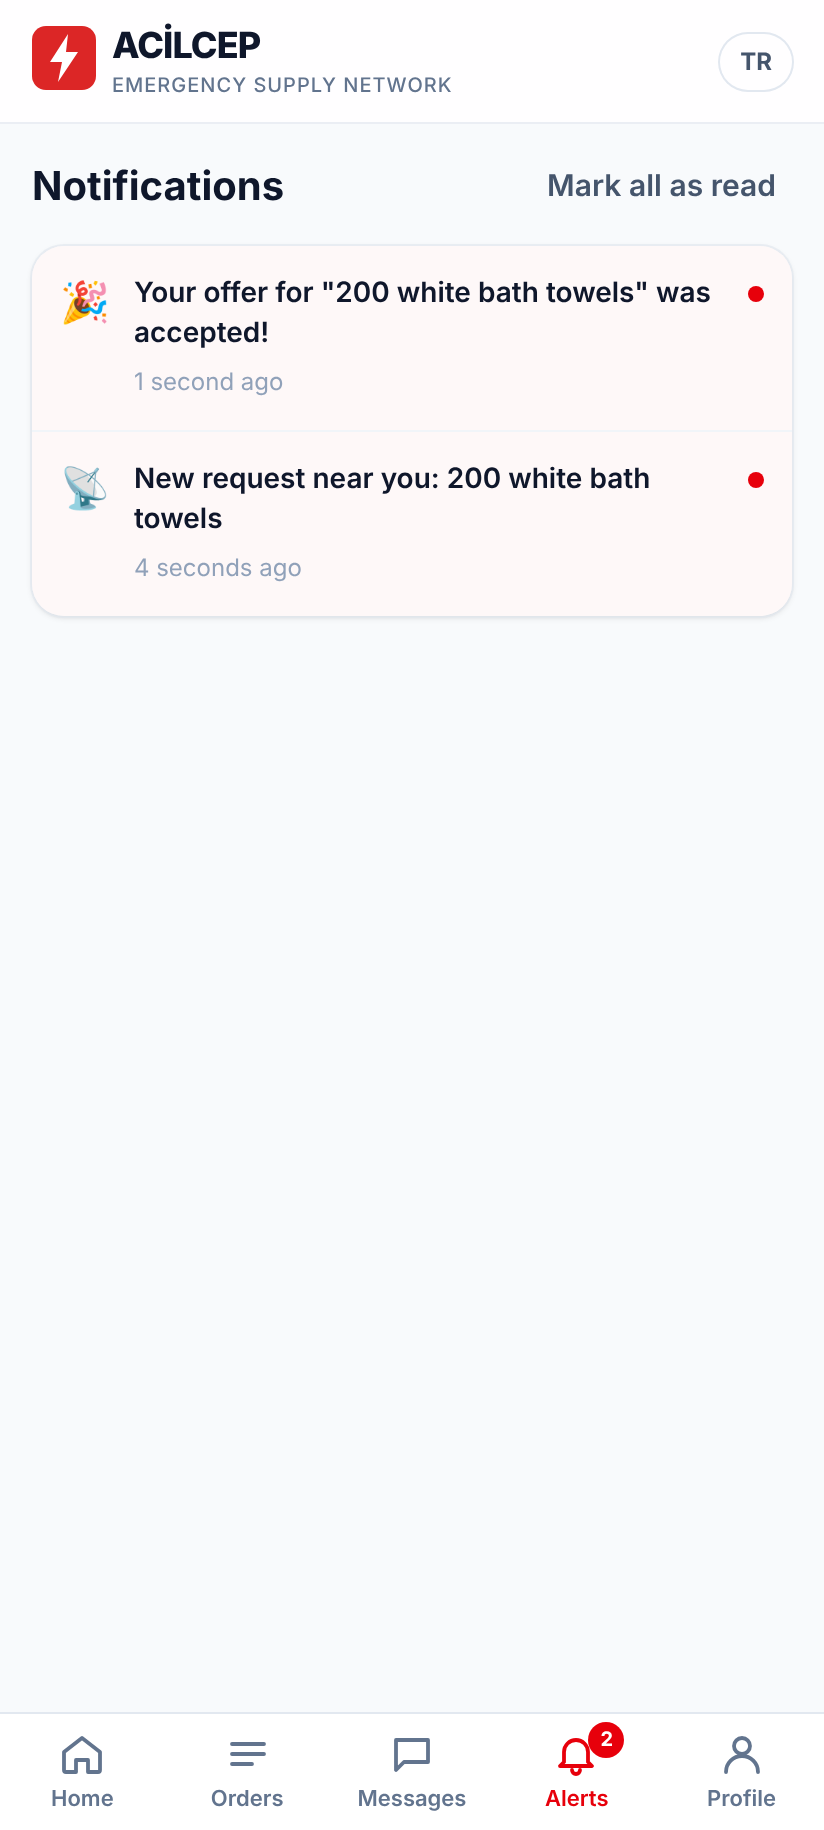 ACİLCEP
EMERGENCY SUPPLY NETWORK
TR
Notifications
Mark all as read
Your offer for "200 white bath towels" was
accepted!
1 second ago
New request near you: 200 white bath
towels
4 seconds ago
2
Home
Orders
Messages
Alerts
Profile